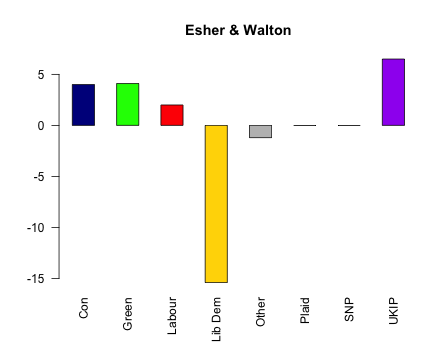 Esher & Walton
5
0
-5
-10
-15
Con
Green
Labour
Lib Dem
Other
Plaid
SNP
UKIP